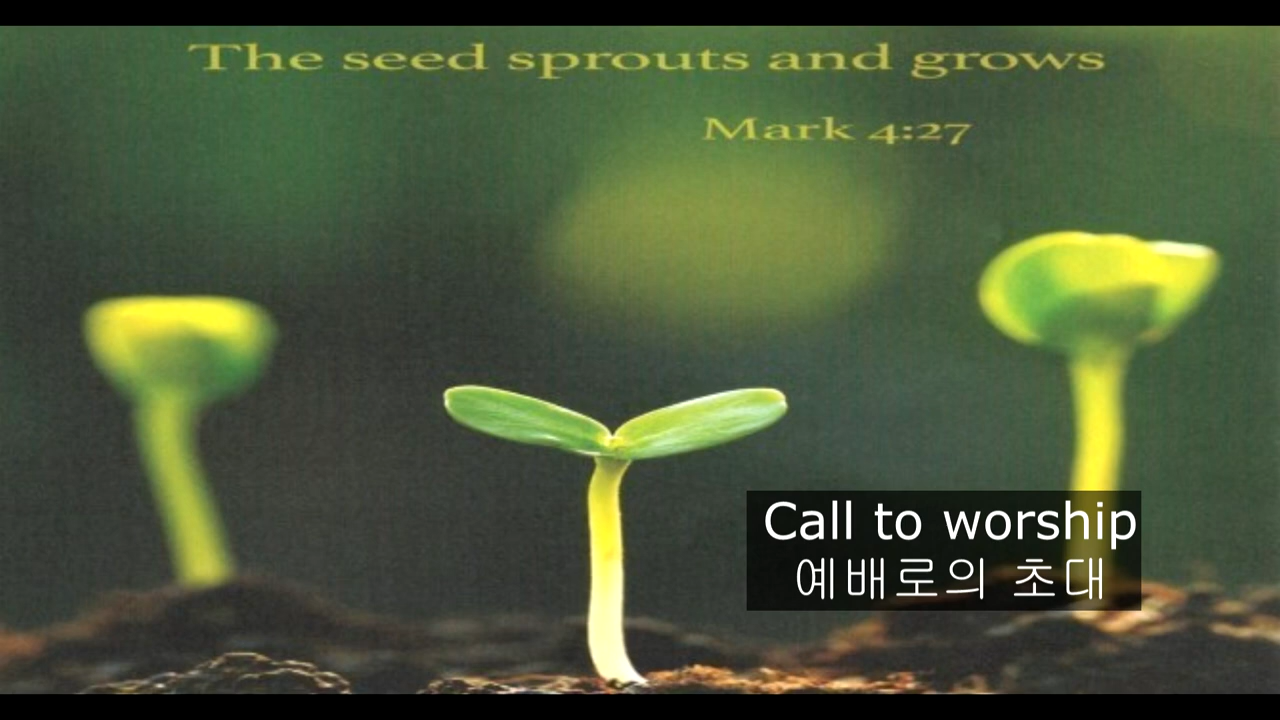 The seed sprouts and grows
Mark 4:27
Call to worship
예배로의 초대